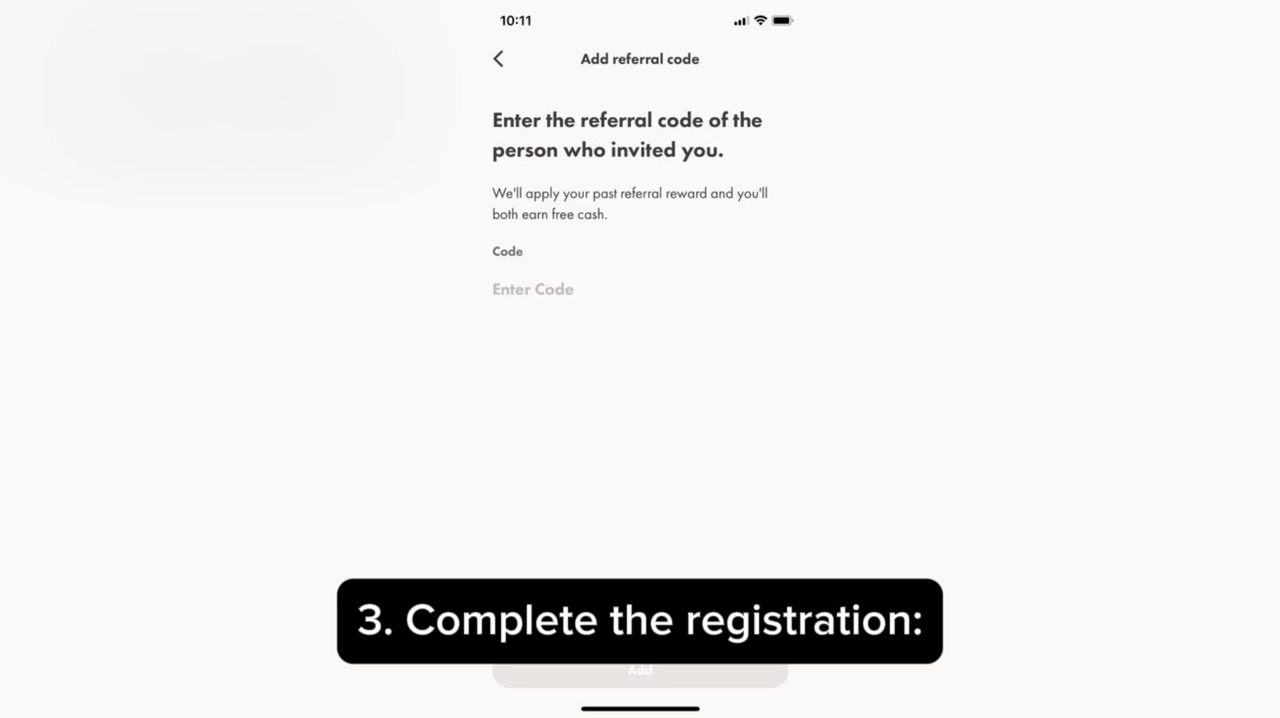 10:11
Add referral code
Enter the referral code of the
person who invited you.
We'll apply your past referral reward and you'll
both earn free cash.
Code
Enter Code
3. Complete the registration:
Add